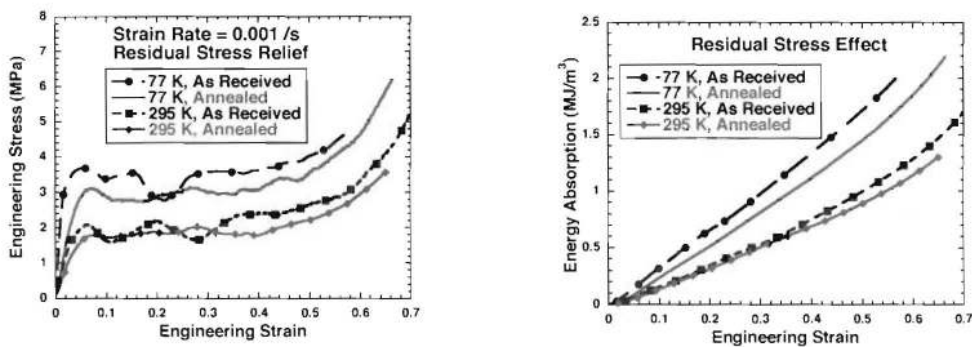 Strain Rate = 0.001 /s
Residual Stress Relief
77 K, As Received
77 K, Annealed
295 K, As Received
295 K, Annealed
8
7
6
5
4
3
2
1
0
Engineering Stress (MPa)
0 0.1 0.2 0.3 0.4 0.5 0.6 0.7
Engineering Strain
Residual Stress Effect
77 K, As Received
77 K, Annealed
295 K, As Received
295 K, Annealed
2.5
2
1.5
1
0.5
0
Energy Absorption (MJ/m³)
0 0.1 0.2 0.3 0.4 0.5 0.6 0.7
Engineering Strain